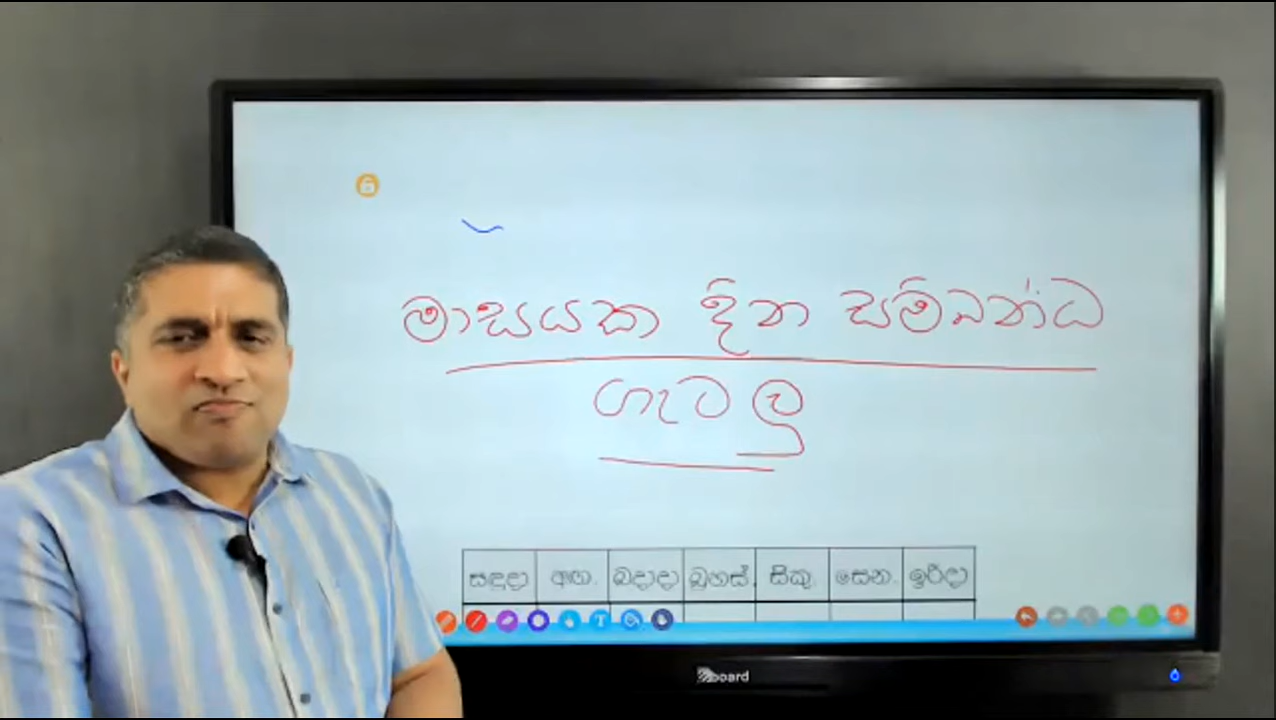 මාසයක දින සම්බන්ධ
ගැටලු
සඳුදා අඟ. බදාදා බ්‍රහස්. සිකු. සෙන. ඉරිදා
T
Board